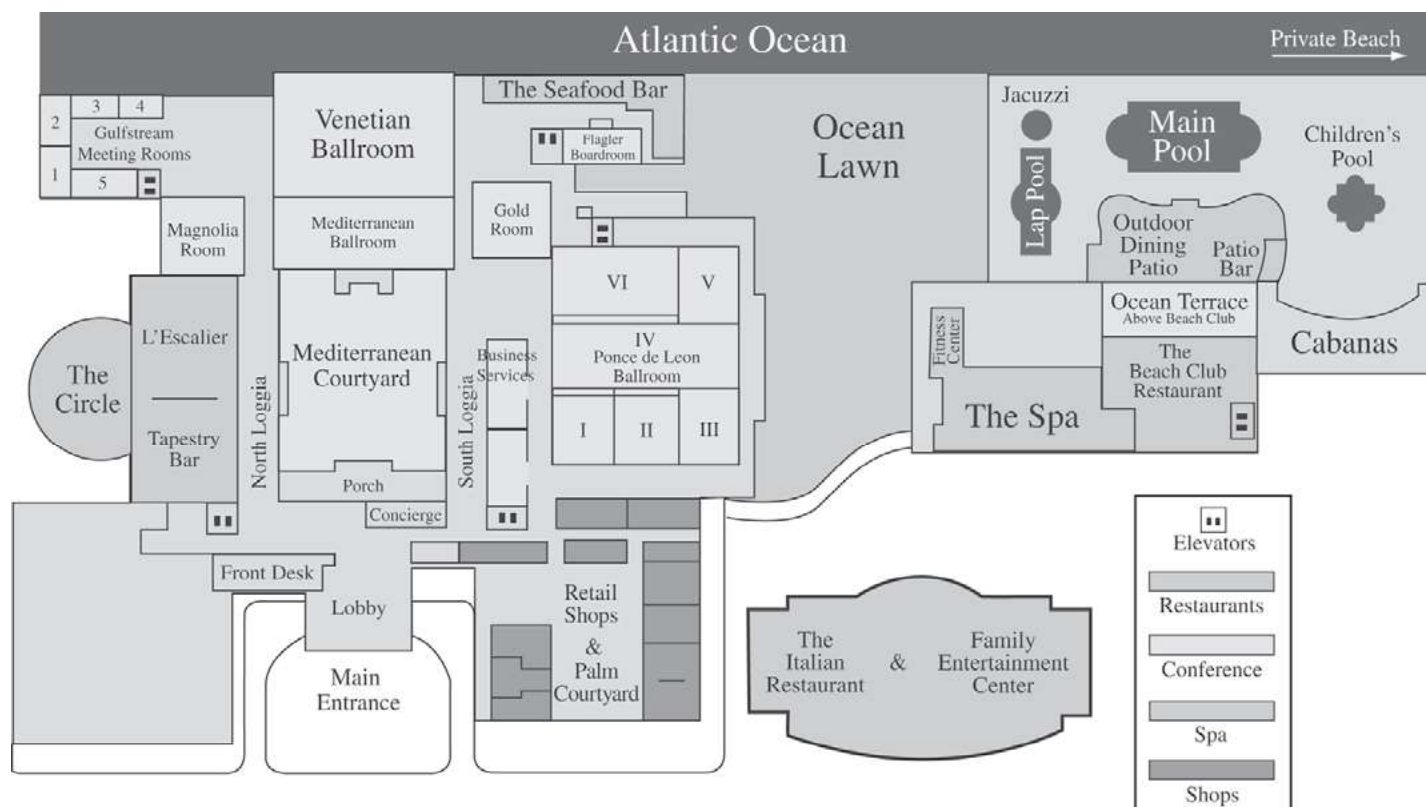 Atlantic Ocean
Private Beach
The Seafood Bar
Venetian
Ballroom
3
4
2
Gulfstream
Meeting Rooms
1
5
Flagler
Boardroom
Ocean
Lawn
Jacuzzi
Main
Pool
Children's
Pool
Lap Pool
Magnolia
Room
Mediterranean
Ballroom
Gold
Room
Outdoor
Dining
Patio
Patio
Bar
VI
V
L'Escalier
The
Circle
Tapestry
Bar
North Loggia
Mediterranean
Courtyard
South Loggia
Business
Services
IV
Ponce de Leon
Ballroom
I
II
III
Fitness
Center
Ocean Terrace
Above Beach Club
The
Beach Club
Restaurant
Cabanas
The Spa
Porch
Concierge
Front Desk
Lobby
Main
Entrance
Retail
Shops
&
Palm
Courtyard
The
Italian
Restaurant
&
Family
Entertainment
Center
Elevators
Restaurants
Conference
Spa
Shops